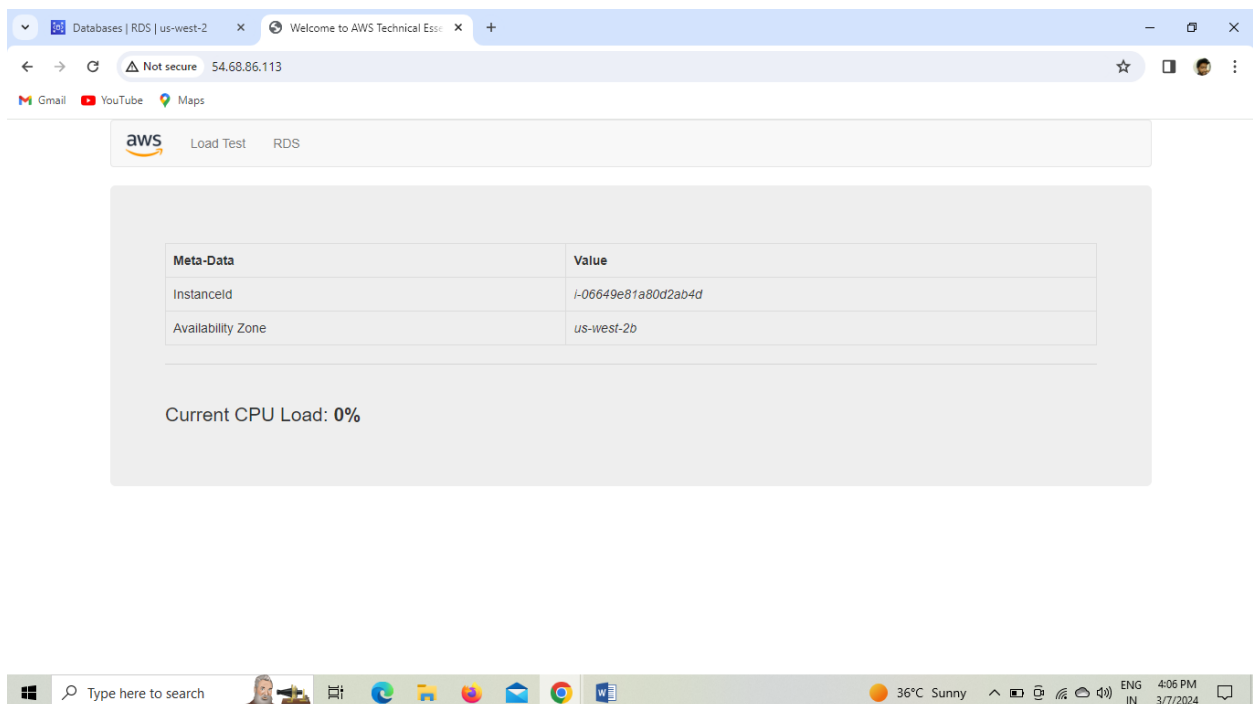 Databases | RDS | us-west-2
Welcome to AWS Technical Esse
Not secure 54.68.86.113
Gmail YouTube Maps
aws Load Test RDS
Meta-Data Value
InstanceId i-06649e81a80d2ab4d
Availability Zone us-west-2b
Current CPU Load: 0%
Type here to search 36°C Sunny ENG 4:06 PM
IN 3/7/2024